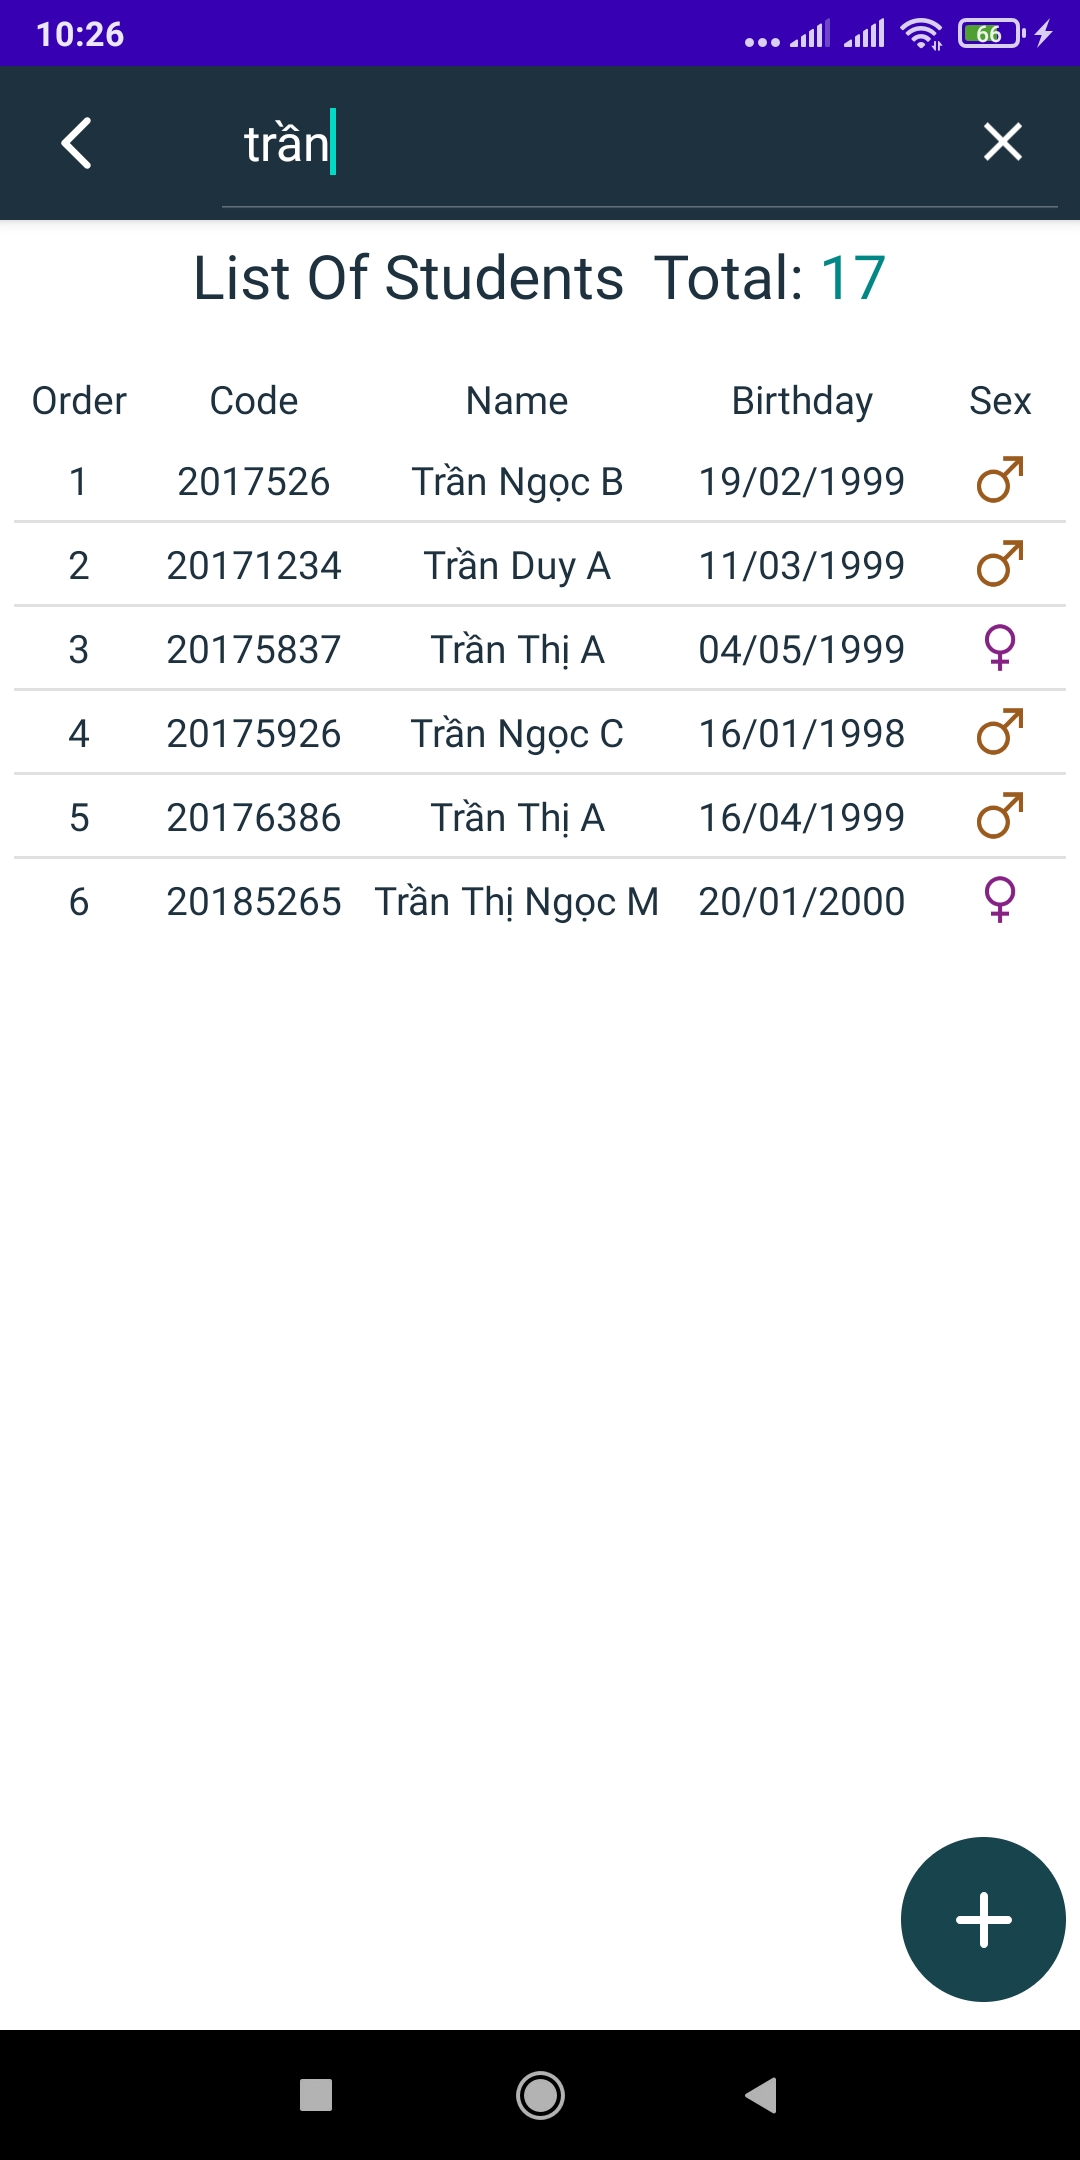 10:26 66
trần
List Of Students Total: 17
Order Code Name Birthday Sex
1 2017526 Trần Ngọc B 19/02/1999
2 20171234 Trần Duy A 11/03/1999
3 20175837 Trần Thị A 04/05/1999
4 20175926 Trần Ngọc C 16/01/1998
5 20176386 Trần Thị A 16/04/1999
6 20185265 Trần Thị Ngọc M 20/01/2000